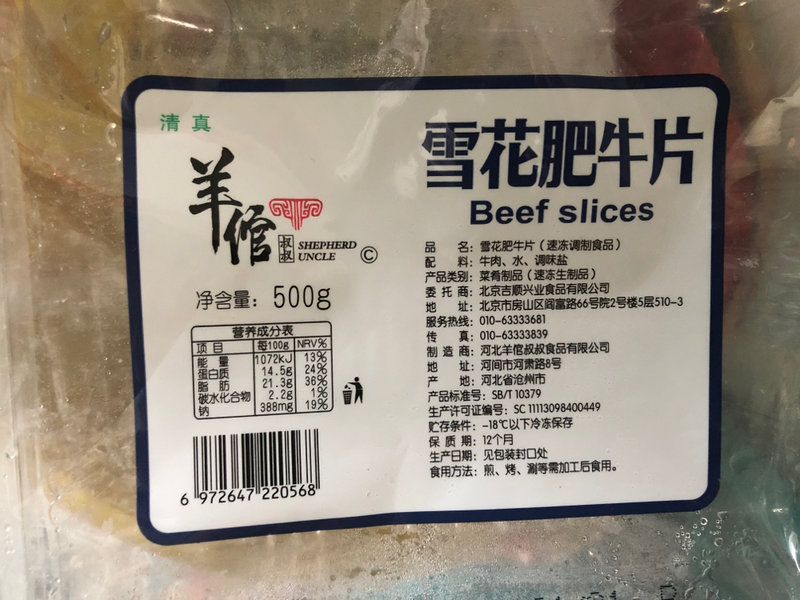 清真
雪花肥牛片
Beef slices
羊倌
叔叔
SHEPHERD
UNCLE
©
净含量: 500g
营养成分表
项目 每100g NRV%
能量 1072kJ 13%
蛋白质 14.5g 24%
脂肪 21.3g 36%
碳水化合物 2.2g 1%
钠 388mg 19%
6 972647 220568
品名: 雪花肥牛片(速冻调制食品)
配料: 牛肉、水、调味盐
产品类别: 菜肴制品(速冻生制品)
委托商: 北京吉顺兴业食品有限公司
地址: 北京市房山区阎富路66号院2号楼5层510-3
服务热线: 010-63333681
传真: 010-63333839
制造商: 河北羊倌叔叔食品有限公司
地址: 河间市河肃路8号
产地: 河北省沧州市
产品标准号: SB/T 10379
生产许可证编号: SC 11113098400449
贮存条件: -18℃以下冷冻保存
保质期: 12个月
生产日期: 见包装封口处
食用方法: 煎、烤、涮等需加工后食用。